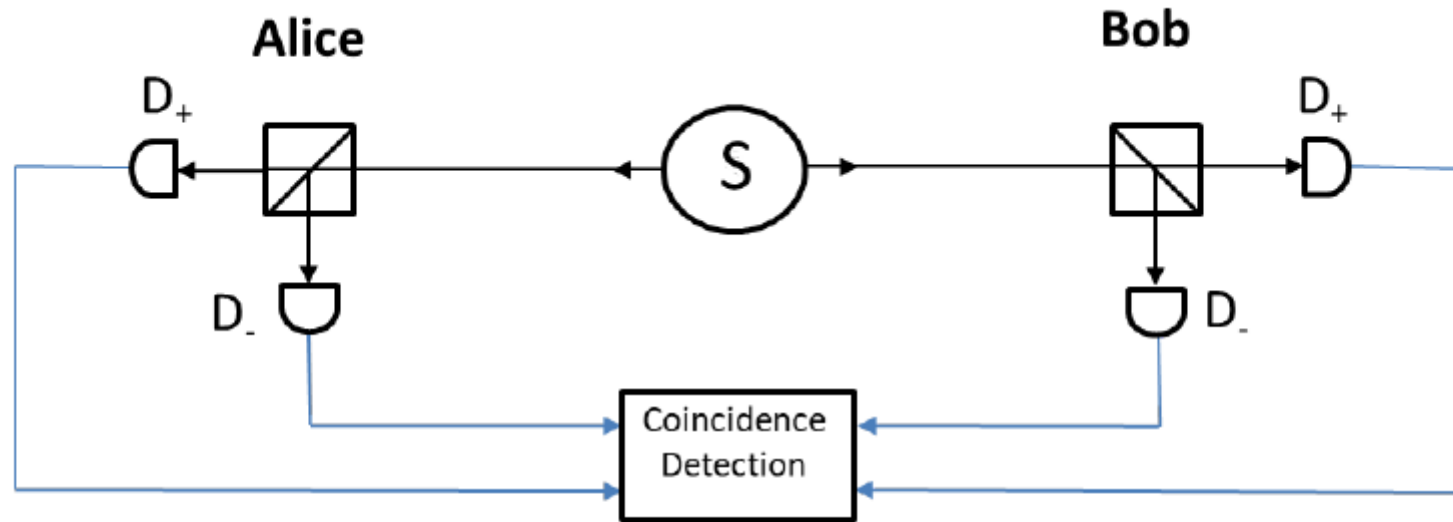 Alice
Bob
D₊
S
D₊
D₋
D₋
Coincidence
Detection